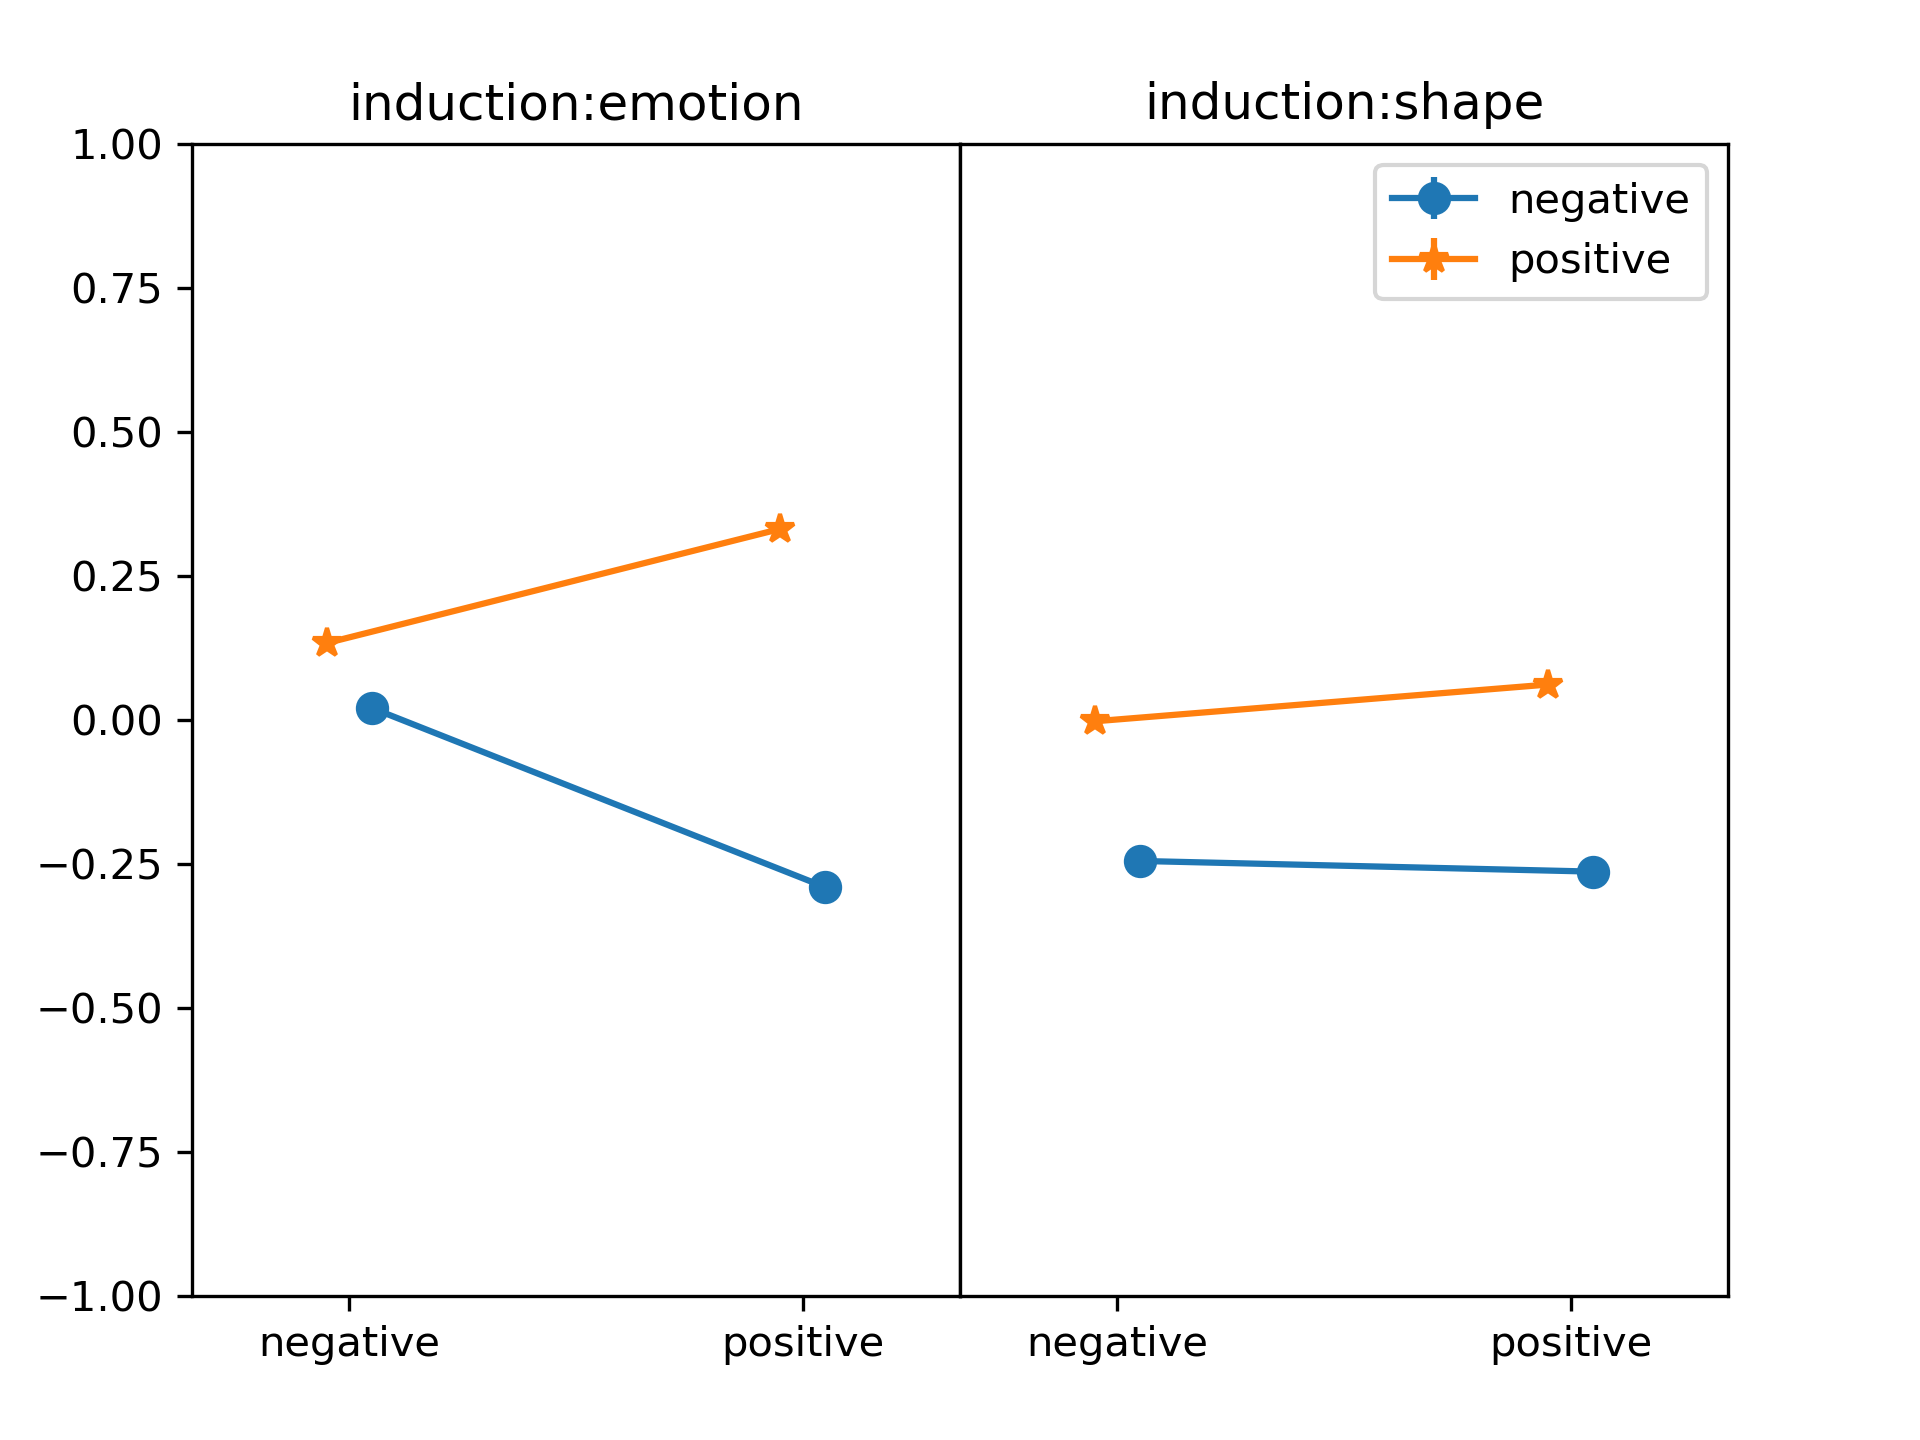 induction:emotion
induction:shape
1.00
0.75
0.50
0.25
0.00
−0.25
−0.50
−0.75
−1.00
negative
positive
negative
positive
negative
positive